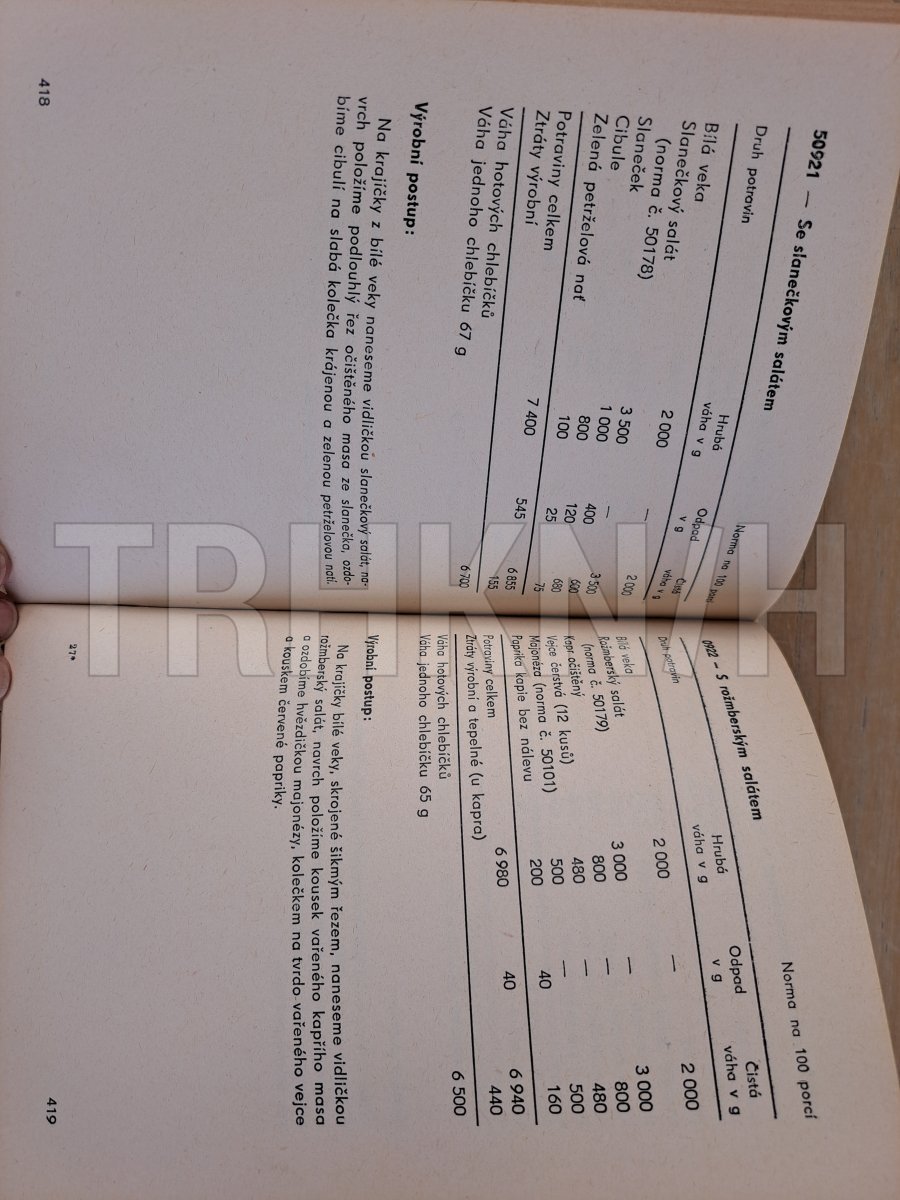 50921 — Se slanečkovým salátem
Norma na 100 porcí
Druh potravin Hrubá váha v g Odpad v g Čistá váha v g
Bílá veka 2 000 — 2 000
Slanečkový salát
(norma č. 50178) 3 500 — 3 500
Slaneček 1 000 400 600
Cibule 800 120 680
Zelená petrželová nať 100 25 75
Potraviny celkem 7 400 545 6 855
Ztráty výrobní 155
Váha hotových chlebíčků 6 700
Váha jednoho chlebíčku 67 g
Výrobní postup:
Na krajíčky z bílé veky naneseme vidličkou slanečkový salát, na-
vrch položíme podlouhlý řez očištěného masa ze slanečka, ozdo-
bíme cibulí na slabá kolečka krájenou a zelenou petrželovou natí.
418
0922 – S rožmberským salátem
Norma na 100 porcí
Druh potravin Hrubá váha v g Odpad v g Čistá váha v g
Bílá veka 2 000 — 2 000
Rožmberský salát
(norma č. 50179) 3 000 — 3 000
Kapr očištěný 800 — 800
Vejce čerstvá (12 kusů) 480 — 480
Majonéza (norma č. 50101) 500 — 500
Paprika kapie bez nálevu 200 40 160
Potraviny celkem 6 980 40 6 940
Ztráty výrobní a tepelné (u kapra) 440
Váha hotových chlebíčků 6 500
Váha jednoho chlebíčku 65 g
Výrobní postup:
Na krajíčky bílé veky, skrojené šikmým řezem, naneseme vidličkou
rožmberský salát, navrch položíme kousek vařeného kapřího masa
a ozdobíme hvězdičkou majonézy, kolečkem na tvrdo vařeného vejce
a kouskem červené papriky.
27*
419
TRHKNIH